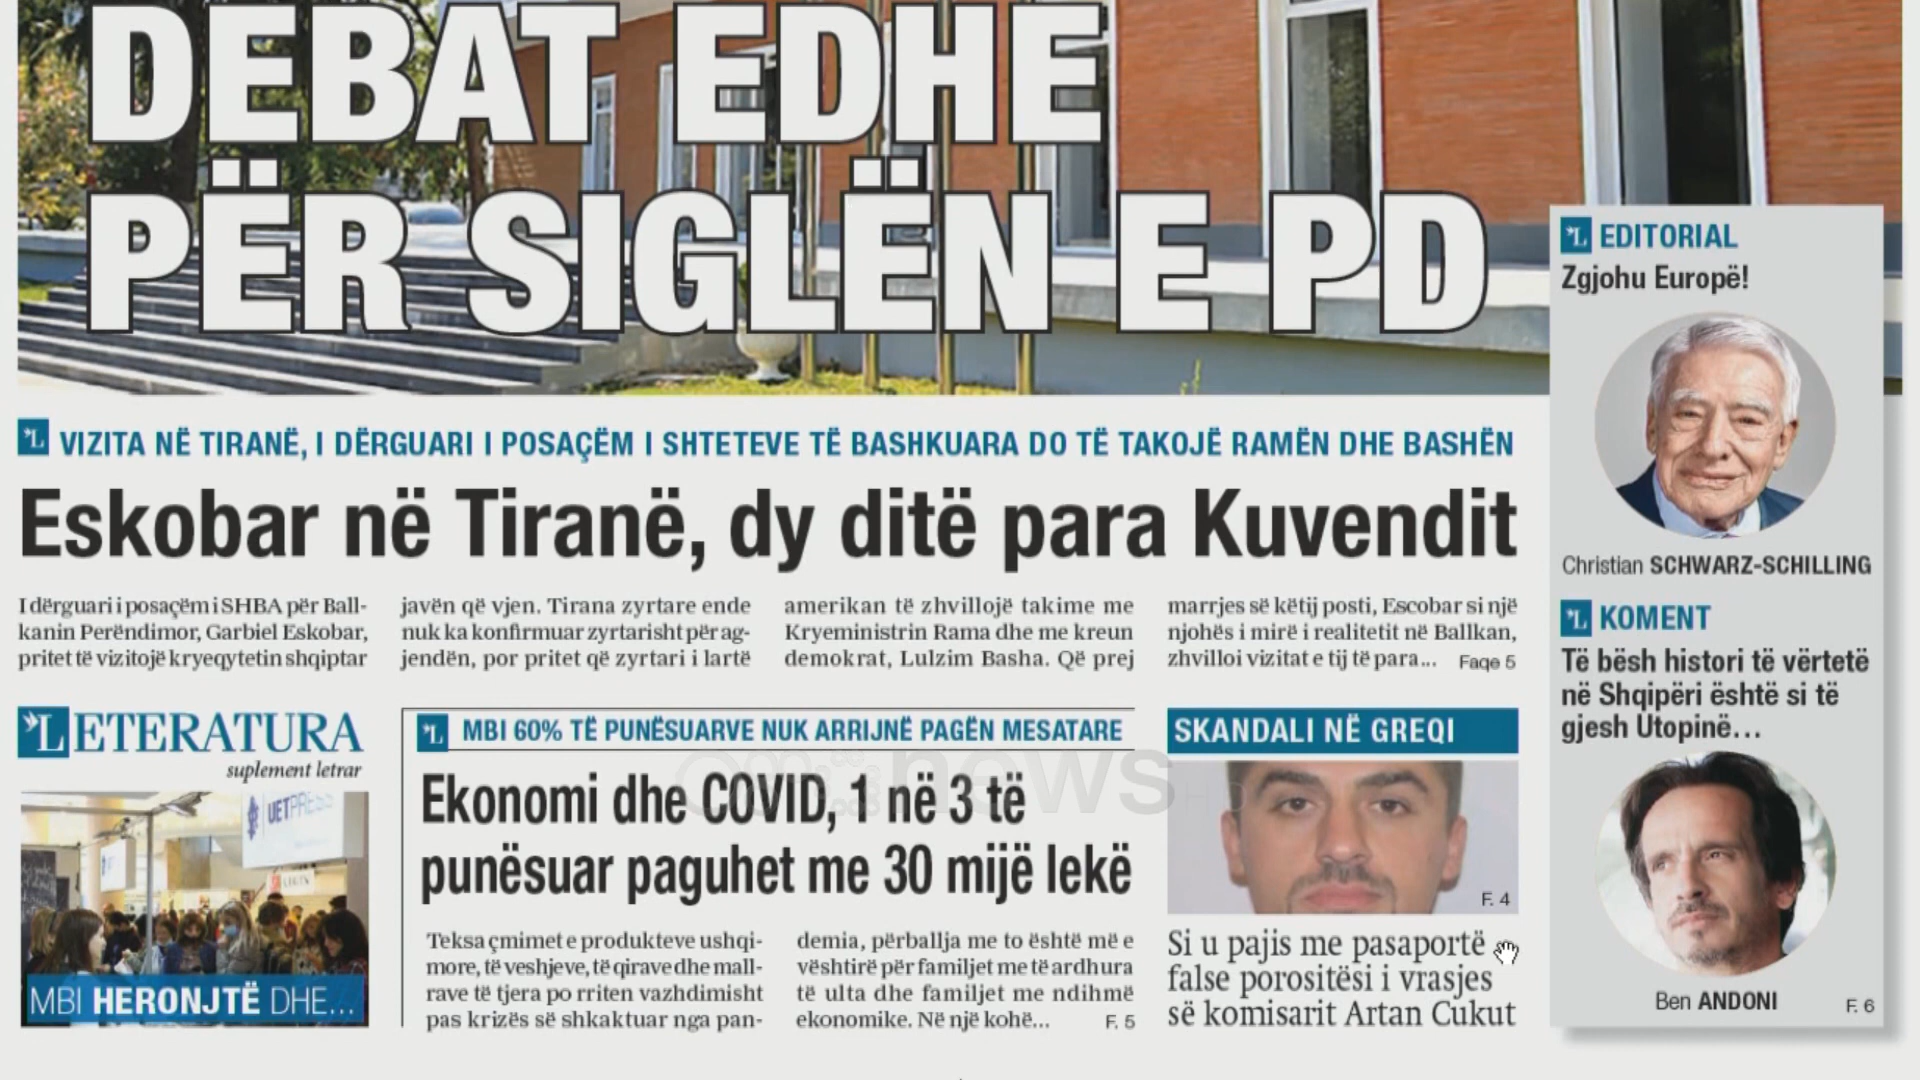 DEBAT EDHE
PËR SIGLËN E PD
VIZITA NË TIRANË, I DËRGUARI I POSAÇËM I SHTETEVE TË BASHKUARA DO TË TAKOJË RAMËN DHE BASHËN
Eskobar në Tiranë, dy ditë para Kuvendit
I dërguari i posaçëm i SHBA për Ball-
kanin Perëndimor, Garbiel Eskobar,
pritet të vizitojë kryeqytetin shqiptar
javën që vjen. Tirana zyrtare ende
nuk ka konfirmuar zyrtarisht për ag-
jendën, por pritet që zyrtari i lartë
amerikan të zhvillojë takime me
Kryeministrin Rama dhe me kreun
demokrat, Lulzim Basha. Që prej
marrjes së këtij posti, Escobar si një
njohës i mirë i realitetit në Ballkan,
zhvilloi vizitat e tij të para... Faqe 5
LETERATURA
suplement letrar
UETPRESS
MBI HERONJTË DHE...
MBI 60% TË PUNËSUARVE NUK ARRIJNË PAGËN MESATARE
Ekonomi dhe COVID, 1 në 3 të
punësuar paguhet me 30 mijë lekë
Teksa çmimet e produkteve ushqi-
more, të veshjeve, të qirave dhe mall-
rave të tjera po rriten vazhdimisht
pas krizës së shkaktuar nga pan-
demia, përballja me to është më e
vështirë për familjet me të ardhura
të ulta dhe familjet me ndihmë
ekonomike. Në një kohë... F. 5
news
SKANDALI NË GREQI
F. 4
Si u pajis me pasaportë
false porositësi i vrasjes
së komisarit Artan Cukut
L EDITORIAL
Zgjohu Europë!
Christian SCHWARZ-SCHILLING
L KOMENT
Të bësh histori të vërtetë
në Shqipëri është si të
gjesh Utopinë...
Ben ANDONI F. 6